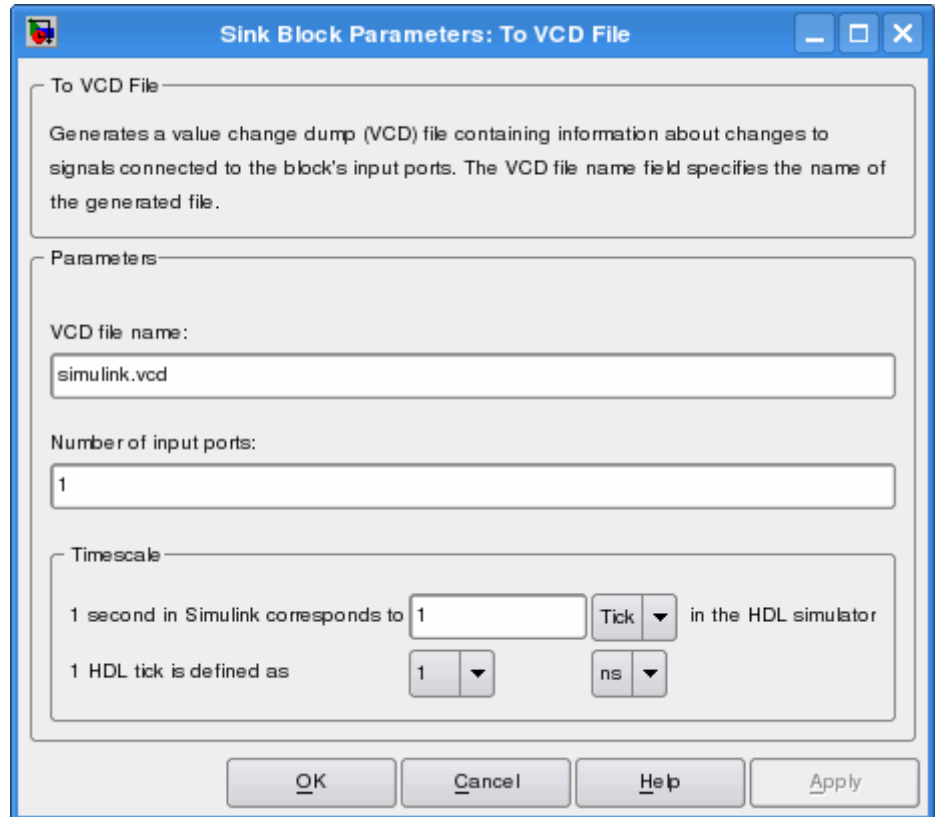 Sink Block Parameters: To VCD File
To VCD File
Generates a value change dump (VCD) file containing information about changes to
signals connected to the block's input ports. The VCD file name field specifies the name of
the generated file.
Parameters
VCD file name:
simulink.vcd
Number of input ports:
1
Timescale
1 second in Simulink corresponds to 1 Tick in the HDL simulator
1 HDL tick is defined as 1 ns
OK Cancel Help Apply